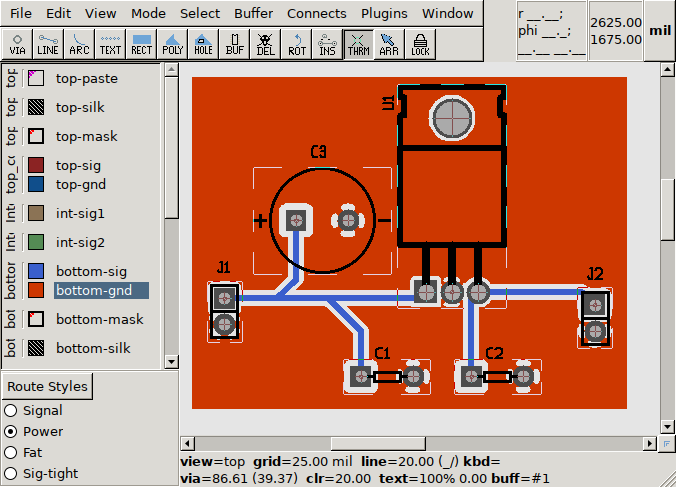 File Edit View Mode Select Buffer Connects Plugins Window
r __.__;
phi __._;
__.__ __.__
2625.00
1675.00
mil
VIA LINE ARC TEXT RECT POLY HOLE BUF DEL ROT INS THRM ARR LOCK
top top-paste
top top-silk
top top-mask
top_co top-sig
top-gnd
int int-sig1
int int-sig2
bottom bottom-sig
bottom-gnd
bot bottom-mask
bot bottom-silk
Route Styles
Signal
Power
Fat
Sig-tight
U1
C3
+ −
J1
J2
C1
C2
view=top grid=25.00 mil line=20.00 (_/) kbd=
via=86.61 (39.37) clr=20.00 text=100% 0.00 buff=#1